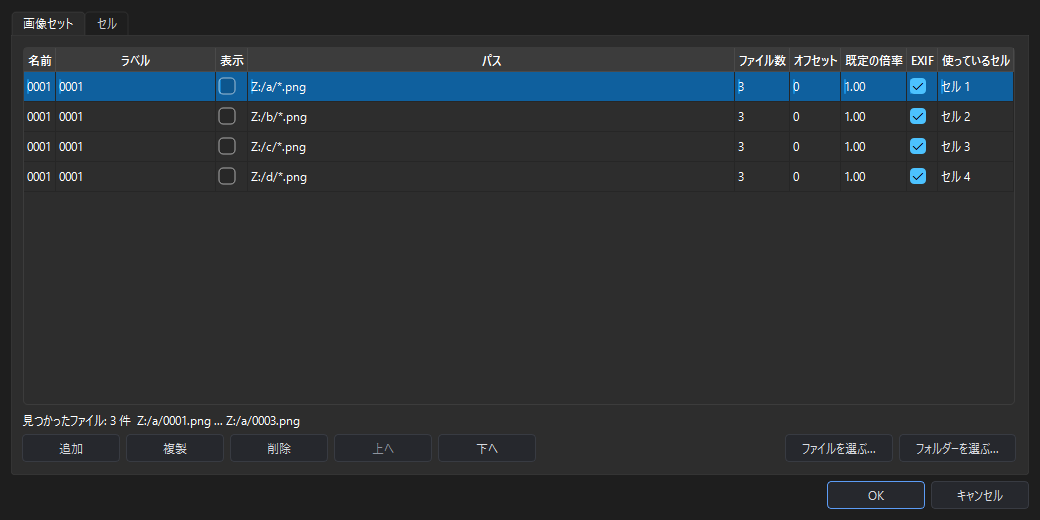 画像セット セル
名前 ラベル 表示 パス ファイル数 オフセット 既定の倍率 EXIF 使っているセル
0001 0001 Z:/a/*.png 3 0 1.00 セル 1
0001 0001 Z:/b/*.png 3 0 1.00 セル 2
0001 0001 Z:/c/*.png 3 0 1.00 セル 3
0001 0001 Z:/d/*.png 3 0 1.00 セル 4
見つかったファイル: 3 件 Z:/a/0001.png ... Z:/a/0003.png
追加 複製 削除 上へ 下へ ファイルを選ぶ... フォルダーを選ぶ...
OK キャンセル